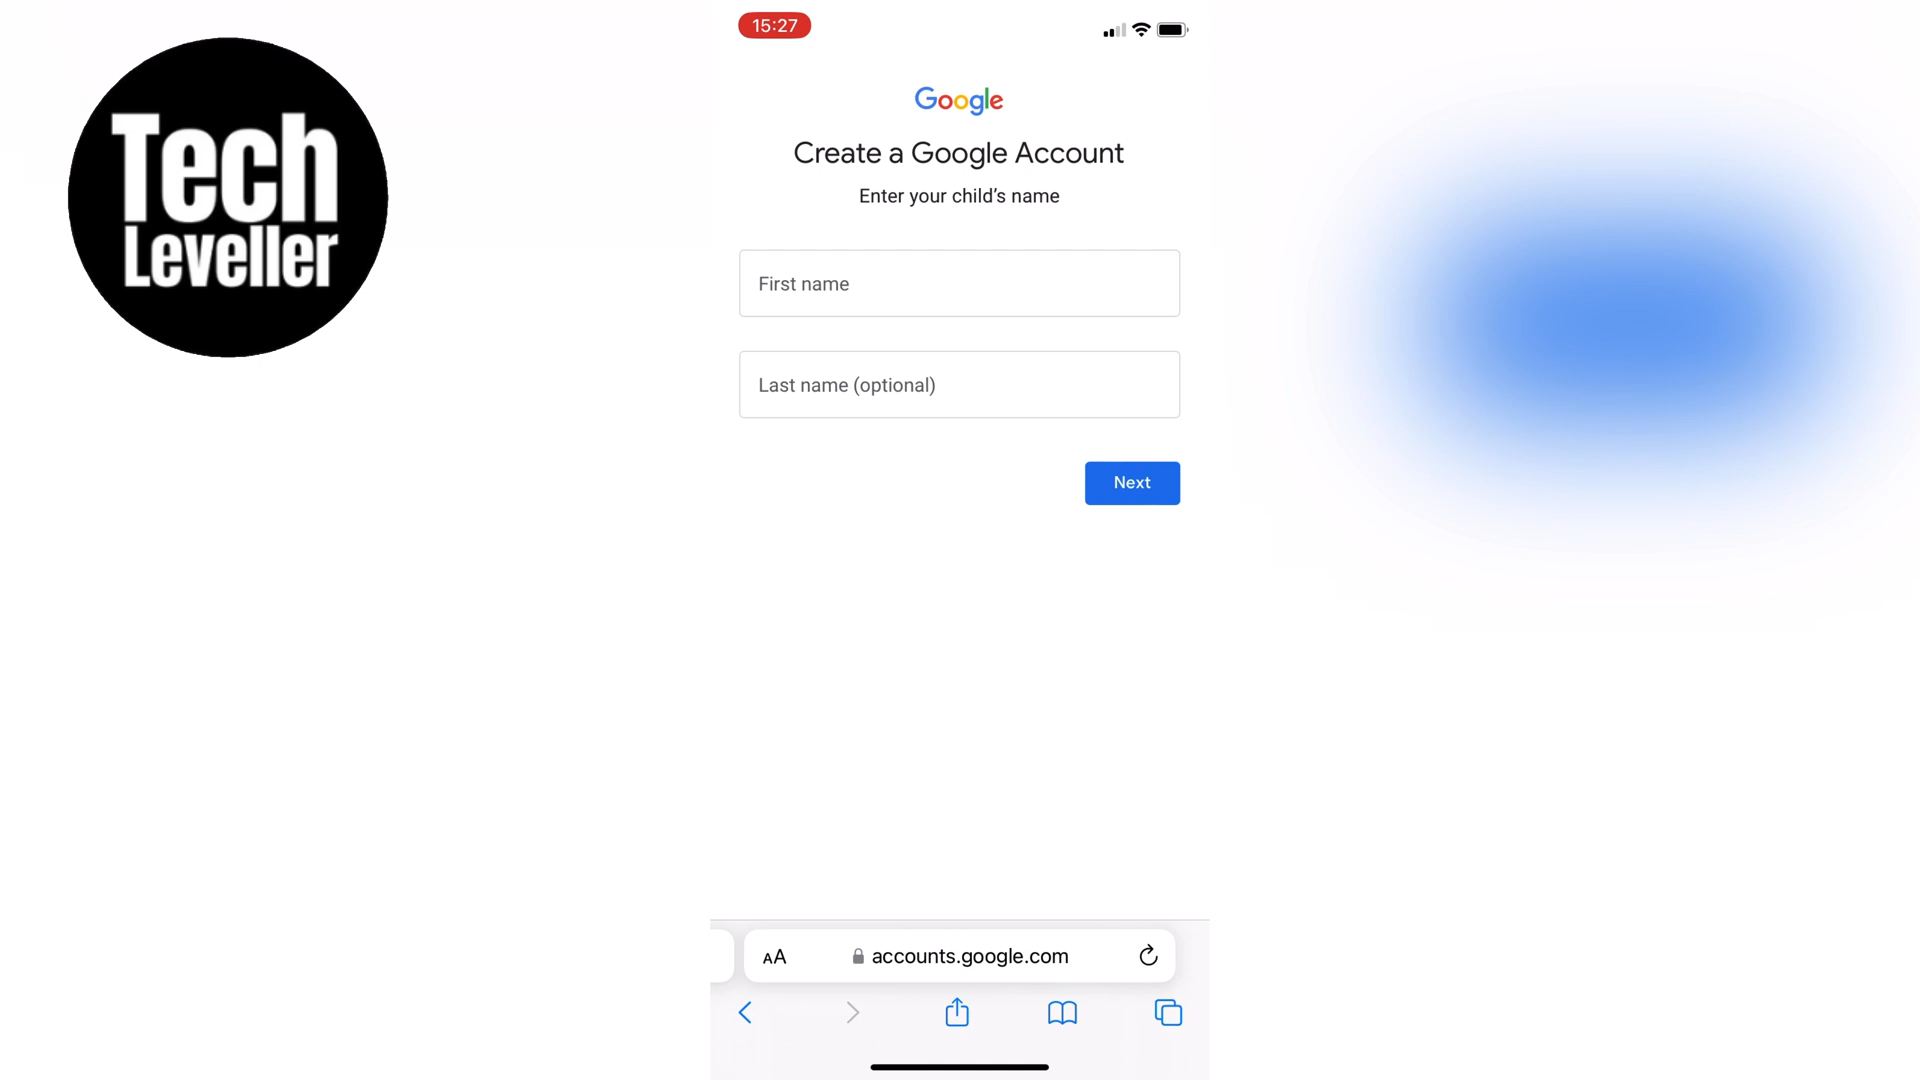 Tech
Leveller
15:27
Google
Create a Google Account
Enter your child’s name
First name
Last name (optional)
Next
AA
accounts.google.com